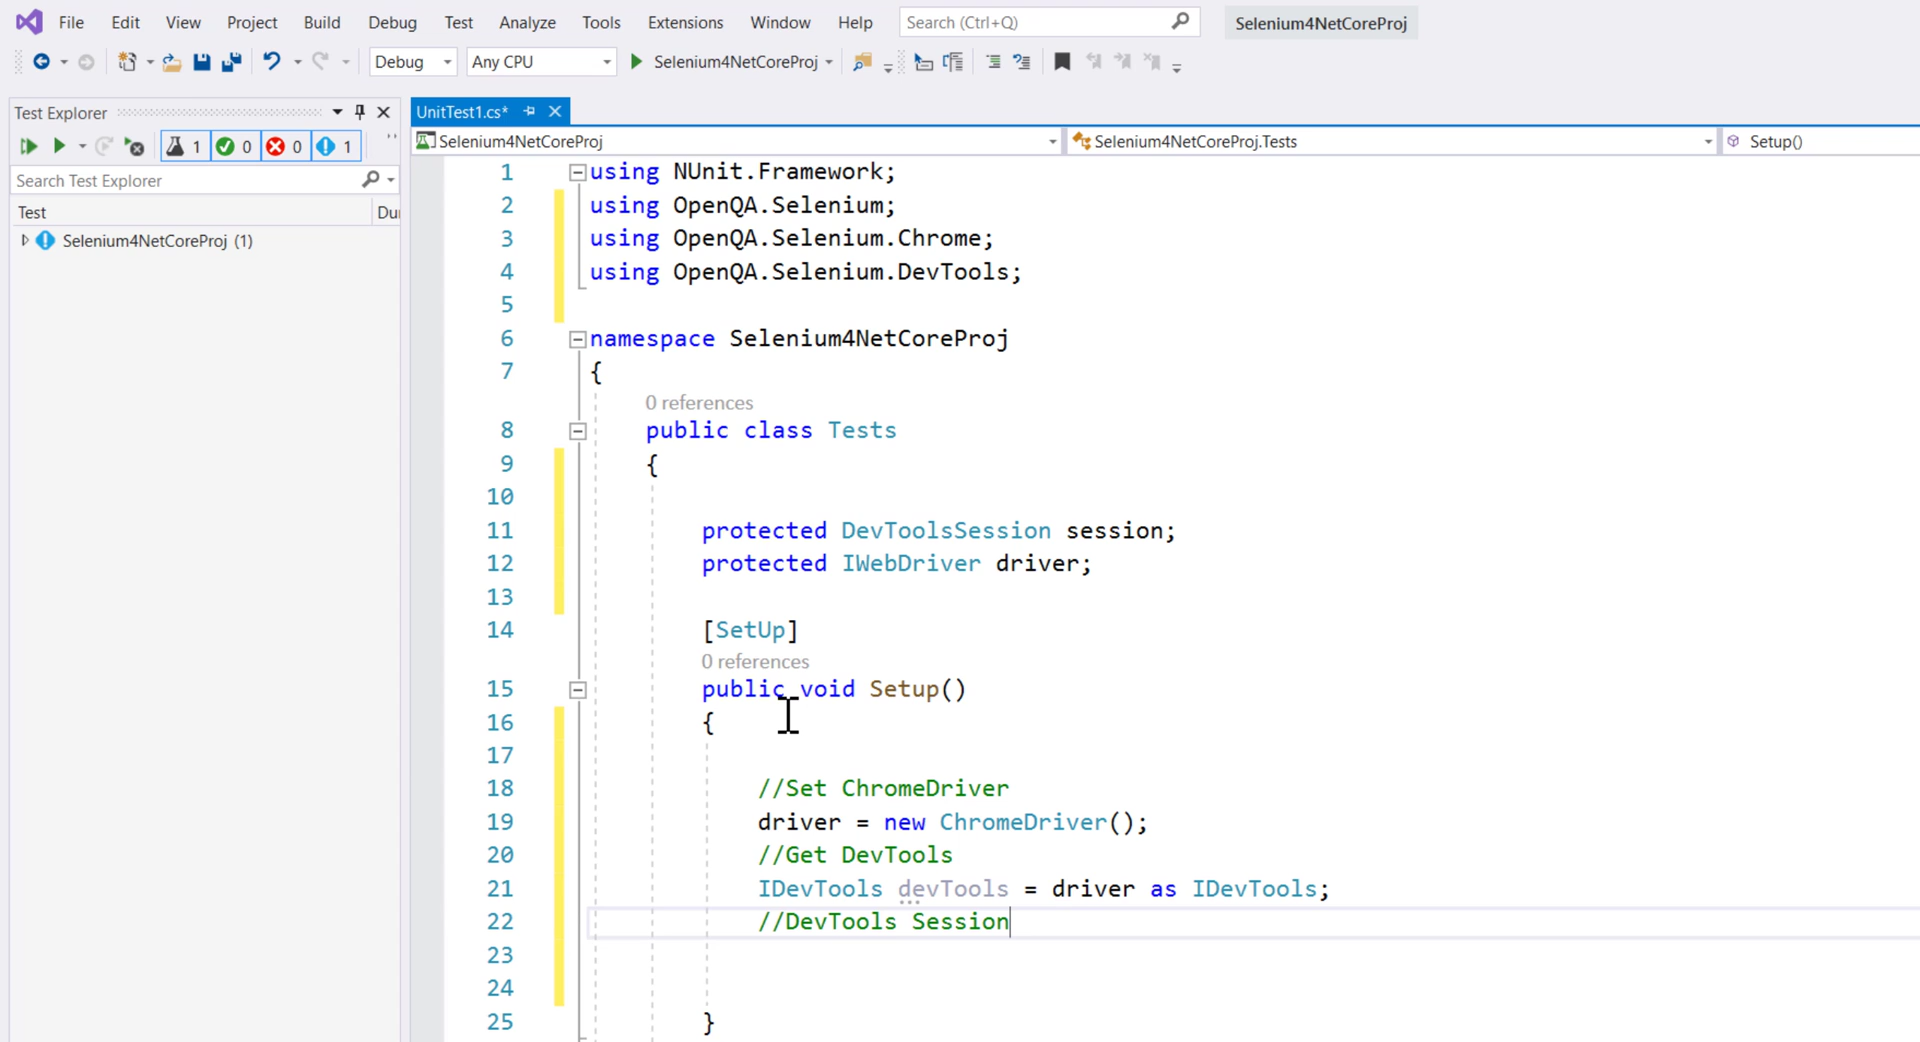 File Edit View Project Build Debug Test Analyze Tools Extensions Window Help Search (Ctrl+Q) Selenium4NetCoreProj
Debug Any CPU Selenium4NetCoreProj
Test Explorer
1 0 0 1
Search Test Explorer
Test Du
Selenium4NetCoreProj (1)
UnitTest1.cs*
Selenium4NetCoreProj Selenium4NetCoreProj.Tests Setup()
1 using NUnit.Framework;
2 using OpenQA.Selenium;
3 using OpenQA.Selenium.Chrome;
4 using OpenQA.Selenium.DevTools;
5
6 namespace Selenium4NetCoreProj
7 {
0 references
8 public class Tests
9 {
10
11 protected DevToolsSession session;
12 protected IWebDriver driver;
13
14 [SetUp]
0 references
15 public void Setup()
16 {
17
18 //Set ChromeDriver
19 driver = new ChromeDriver();
20 //Get DevTools
21 IDevTools devTools = driver as IDevTools;
22 //DevTools Session
23
24
25 }